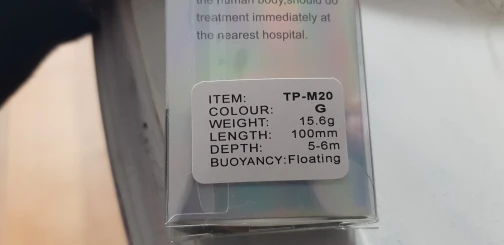 the human body,should do
treatment immediately at
the nearest hospital.
ITEM: TP-M20
COLOUR: G
WEIGHT: 15.6g
LENGTH: 100mm
DEPTH: 5-6m
BUOYANCY:Floating